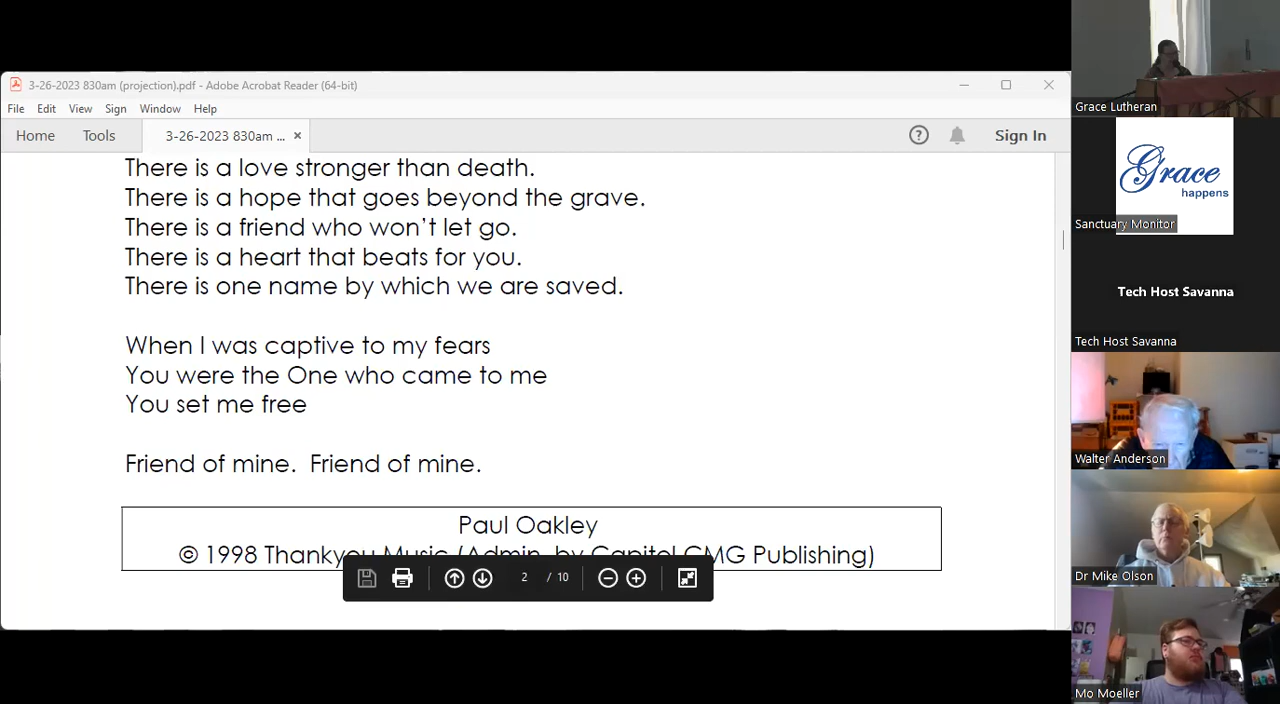 3-26-2023 830am (projection).pdf - Adobe Acrobat Reader (64-bit)
File Edit View Sign Window Help
Home Tools 3-26-2023 830am ... × Sign In
There is a love stronger than death.
There is a hope that goes beyond the grave.
There is a friend who won’t let go.
There is a heart that beats for you.
There is one name by which we are saved.
When I was captive to my fears
You were the One who came to me
You set me free
Friend of mine. Friend of mine.
Paul Oakley
© 1998 Thankyou Music (Admin. by Capitol CMG Publishing)
2 / 10
Grace Lutheran
Grace
happens
Sanctuary Monitor
Tech Host Savanna
Tech Host Savanna
Walter Anderson
Dr Mike Olson
Mo Moeller